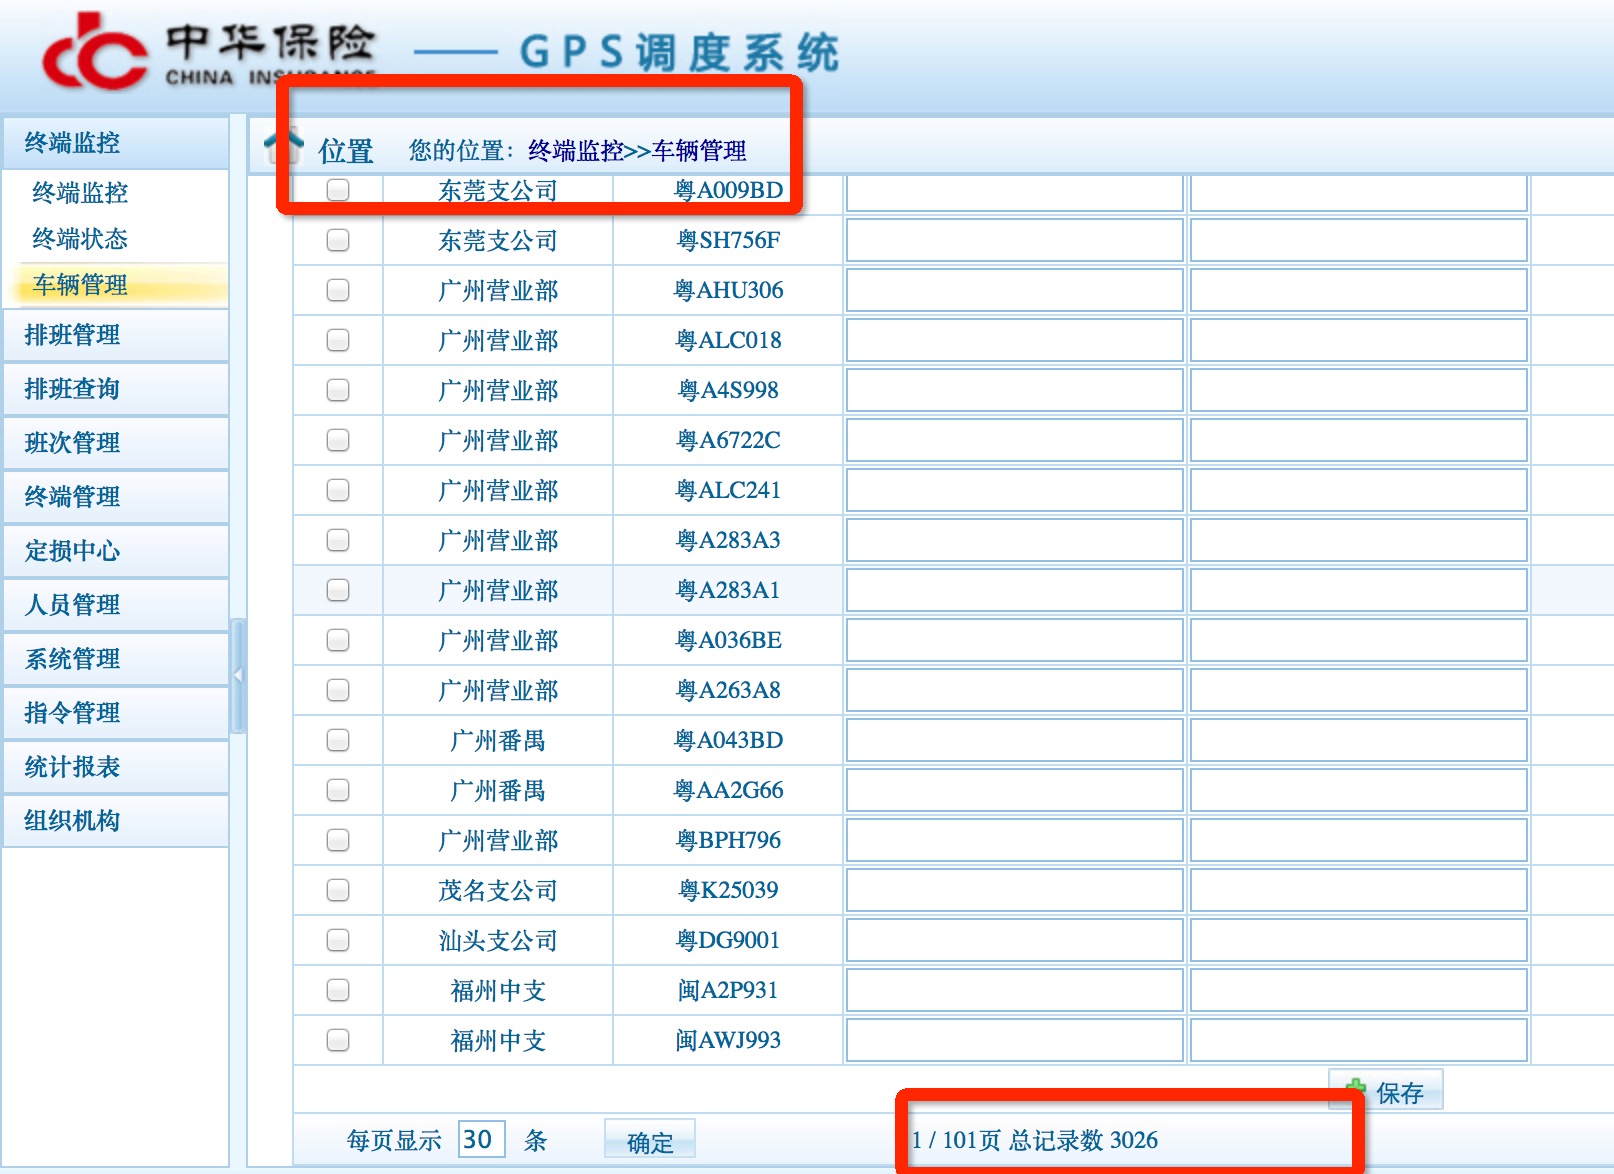 中华保险
CHINA INSURANCE
GPS调度系统
终端监控
终端监控
终端状态
车辆管理
排班管理
排班查询
班次管理
终端管理
定损中心
人员管理
系统管理
指令管理
统计报表
组织机构
位置 您的位置：终端监控>>车辆管理
东莞支公司 粤A009BD
东莞支公司 粤SH756F
广州营业部 粤AHU306
广州营业部 粤ALC018
广州营业部 粤A4S998
广州营业部 粤A6722C
广州营业部 粤ALC241
广州营业部 粤A283A3
广州营业部 粤A283A1
广州营业部 粤A036BE
广州营业部 粤A263A8
广州番禺 粤A043BD
广州番禺 粤AA2G66
广州营业部 粤BPH796
茂名支公司 粤K25039
汕头支公司 粤DG9001
福州中支 闽A2P931
福州中支 闽AWJ993
保存
每页显示 30 条 确定 1 / 101页 总记录数 3026